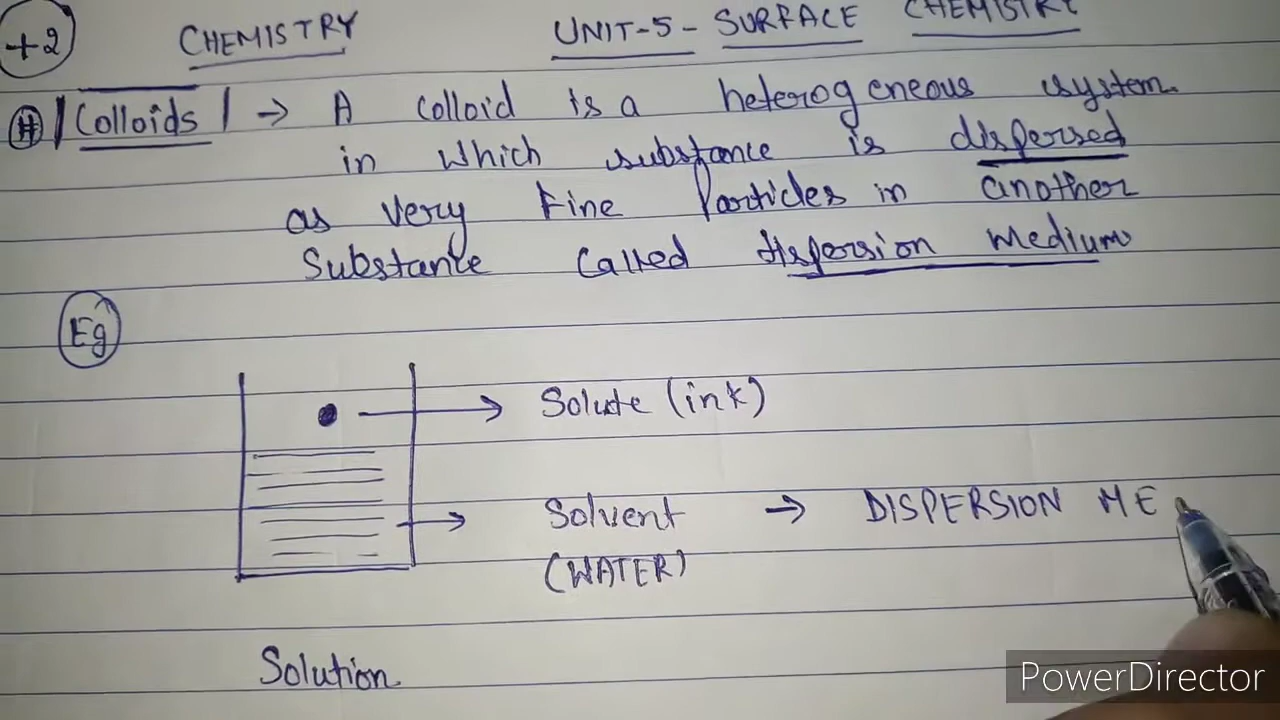 +2 CHEMISTRY UNIT-5 - SURFACE CHEMISTRY
# Colloids → A colloid is a heterogeneous system
in which substance is dispersed
as very Fine Particles in another
Substance Called dispersion Medium
Eg
→ Solute (ink)
→ Solvent → DISPERSION ME
(WATER)
Solution
PowerDirector